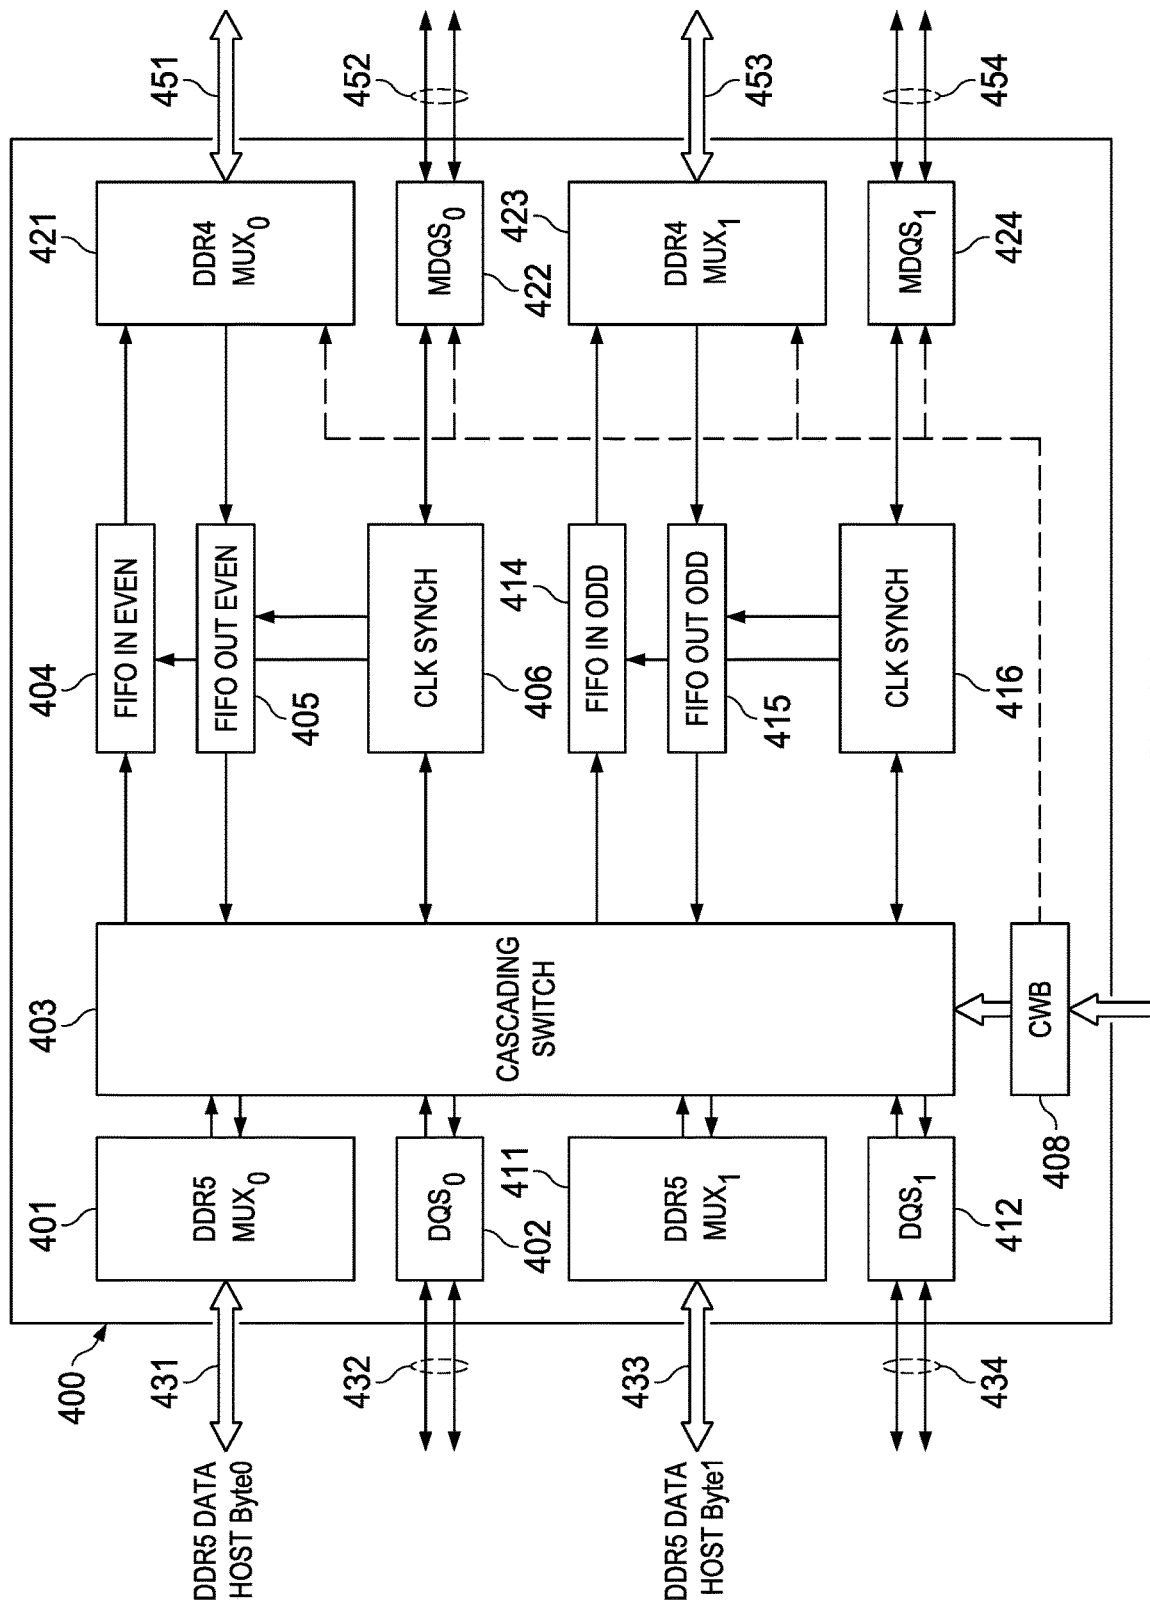 400
DDR5 DATA
HOST Byte0
431
401
DDR5
MUX0
403
404
FIFO IN EVEN
421
DDR4
MUX0
451
FIFO OUT EVEN
405
432
DQS0
402
CLK SYNCH
406
MDQS0
422
452
CASCADING
SWITCH
DDR5 DATA
HOST Byte1
433
411
DDR5
MUX1
FIFO IN ODD
414
423
DDR4
MUX1
453
FIFO OUT ODD
415
434
DQS1
412
CLK SYNCH
416
MDQS1
424
454
CWB
408